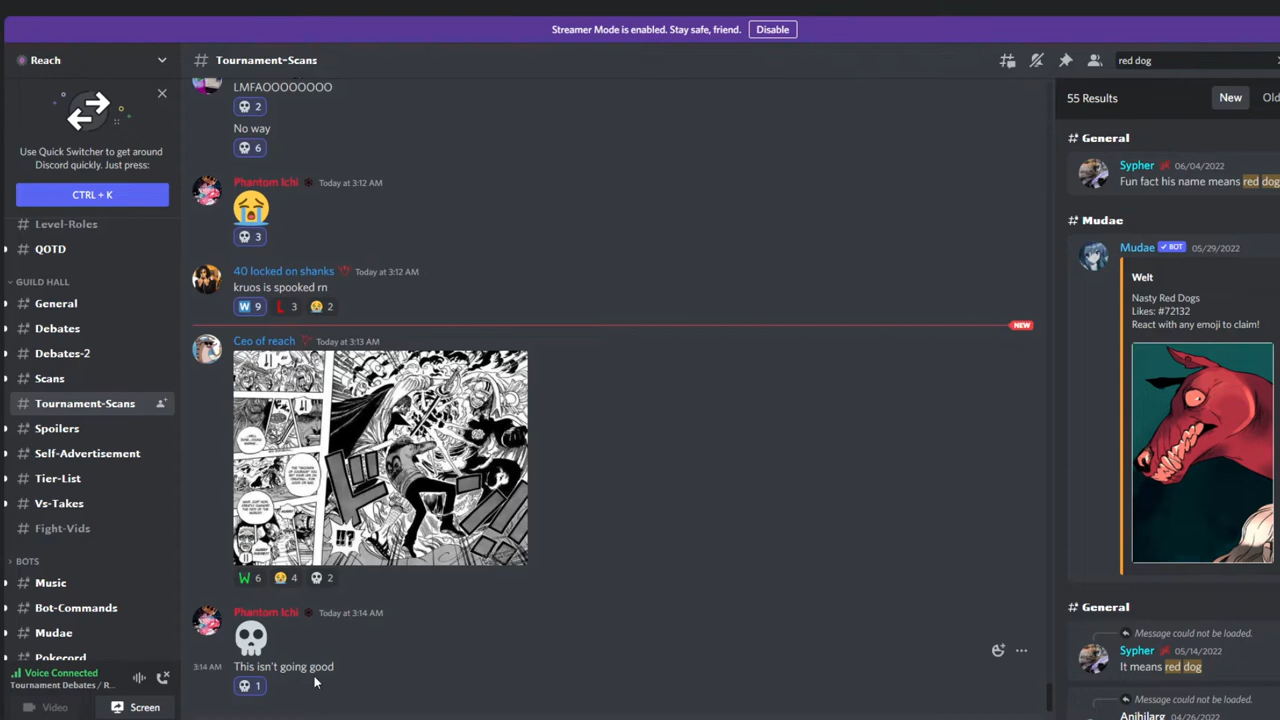 Streamer Mode is enabled. Stay safe, friend.
Disable
Reach
Use Quick Switcher to get around
Discord quickly. Just press:
CTRL + K
Level-Roles
QOTD
GUILD HALL
General
Debates
Debates-2
Scans
Tournament-Scans
Spoilers
Self-Advertisement
Tier-List
Vs-Takes
Fight-Vids
BOTS
Music
Bot-Commands
Mudae
Pokecord
Voice Connected
Tournament Debates / R...
Video
Screen
Tournament-Scans
LMFAOOOOOOOO
2
No way
6
Phantom Ichi Today at 3:12 AM
3
40 locked on shanks Today at 3:12 AM
kruos is spooked rn
W 9 L 3 2
NEW
Ceo of reach Today at 3:13 AM
!!?
W 6 4 2
Phantom Ichi Today at 3:14 AM
3:14 AM This isn't going good
1
red dog
55 Results
New
Old
General
Sypher 06/04/2022
Fun fact his name means red dog
Mudae
Mudae BOT 05/29/2022
Welt
Nasty Red Dogs
Likes: #72132
React with any emoji to claim!
General
Message could not be loaded.
Sypher 05/14/2022
It means red dog
Message could not be loaded.
Anihilarg 04/26/2022